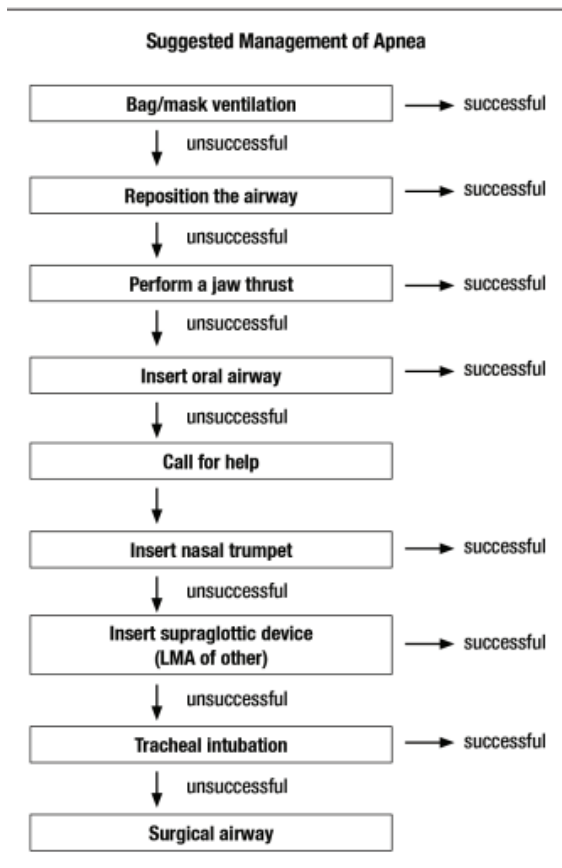 Suggested Management of Apnea
Bag/mask ventilation
successful
unsuccessful
Reposition the airway
successful
unsuccessful
Perform a jaw thrust
successful
unsuccessful
Insert oral airway
successful
unsuccessful
Call for help
Insert nasal trumpet
successful
unsuccessful
Insert supraglottic device
(LMA of other)
successful
unsuccessful
Tracheal intubation
successful
unsuccessful
Surgical airway